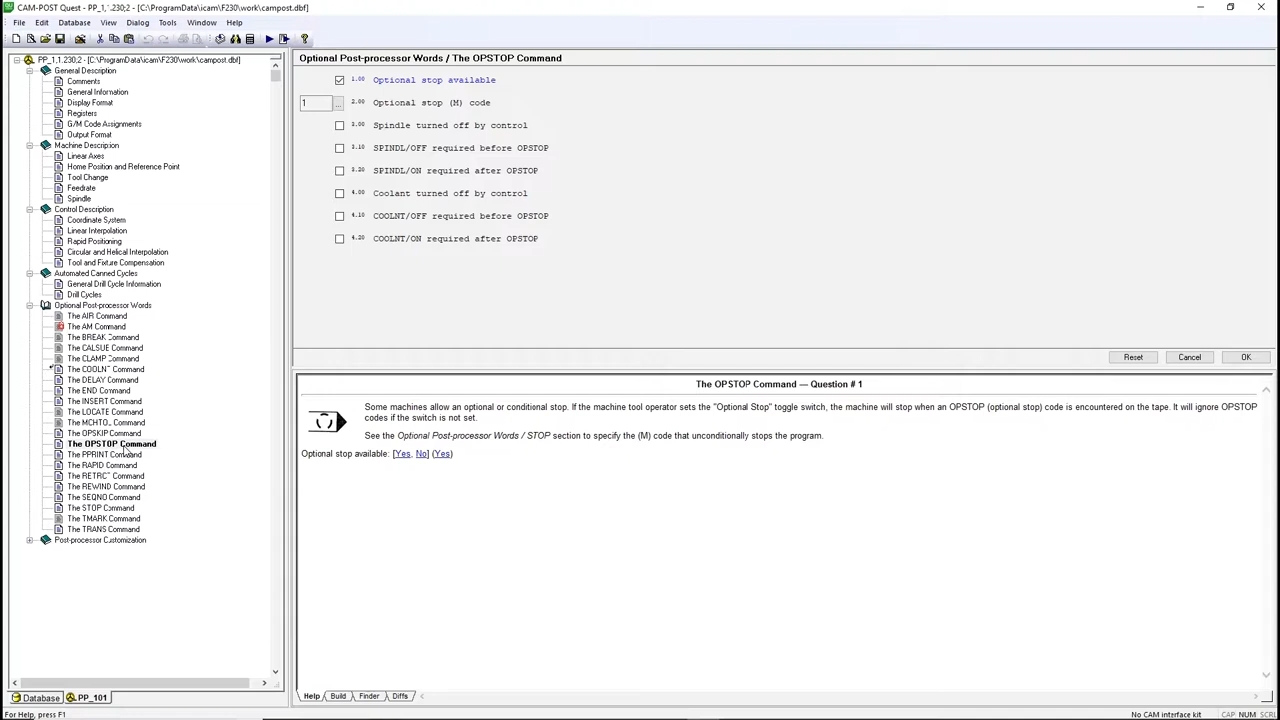 CAM-POST Quest - PP_1,1.230;2 - [C:\ProgramData\icam\F230\work\campost.dbf]
File Edit Database View Dialog Tools Window Help
PP_1,1.230;2 - [C:\ProgramData\icam\F230\work\campost.dbf]
General Description
Comments
General Information
Display Format
Registers
G/M Code Assignments
Output Format
Machine Description
Linear Axes
Home Position and Reference Point
Tool Change
Feedrate
Spindle
Control Description
Coordinate System
Linear Interpolation
Rapid Positioning
Circular and Helical Interpolation
Tool and Fixture Compensation
Automated Canned Cycles
General Drill Cycle Information
Drill Cycles
Optional Post-processor Words
The AIR Command
The AM Command
The BREAK Command
The CALSUB Command
The CLAMP Command
The COOLNT Command
The DELAY Command
The END Command
The INSERT Command
The LOCATE Command
The MCHTOL Command
The OPSKIP Command
The OPSTOP Command
The PPRINT Command
The RAPID Command
The RETRCT Command
The REWIND Command
The SEQNO Command
The STOP Command
The TMARK Command
The TRANS Command
Post-processor Customization
Database PP_101
Optional Post-processor Words / The OPSTOP Command
1.00 Optional stop available
1 ... 2.00 Optional stop (M) code
3.00 Spindle turned off by control
3.10 SPINDL/OFF required before OPSTOP
3.20 SPINDL/ON required after OPSTOP
4.00 Coolant turned off by control
4.10 COOLNT/OFF required before OPSTOP
4.20 COOLNT/ON required after OPSTOP
Reset Cancel OK
The OPSTOP Command — Question # 1
Some machines allow an optional or conditional stop. If the machine tool operator sets the "Optional Stop" toggle switch, the machine will stop when an OPSTOP (optional stop) code is encountered on the tape. It will ignore OPSTOP
codes if the switch is not set.
See the Optional Post-processor Words / STOP section to specify the (M) code that unconditionally stops the program.
Optional stop available: [Yes, No] (Yes)
Help Build Finder Diffs
For Help, press F1
No CAM interface kit CAP NUM SCRL